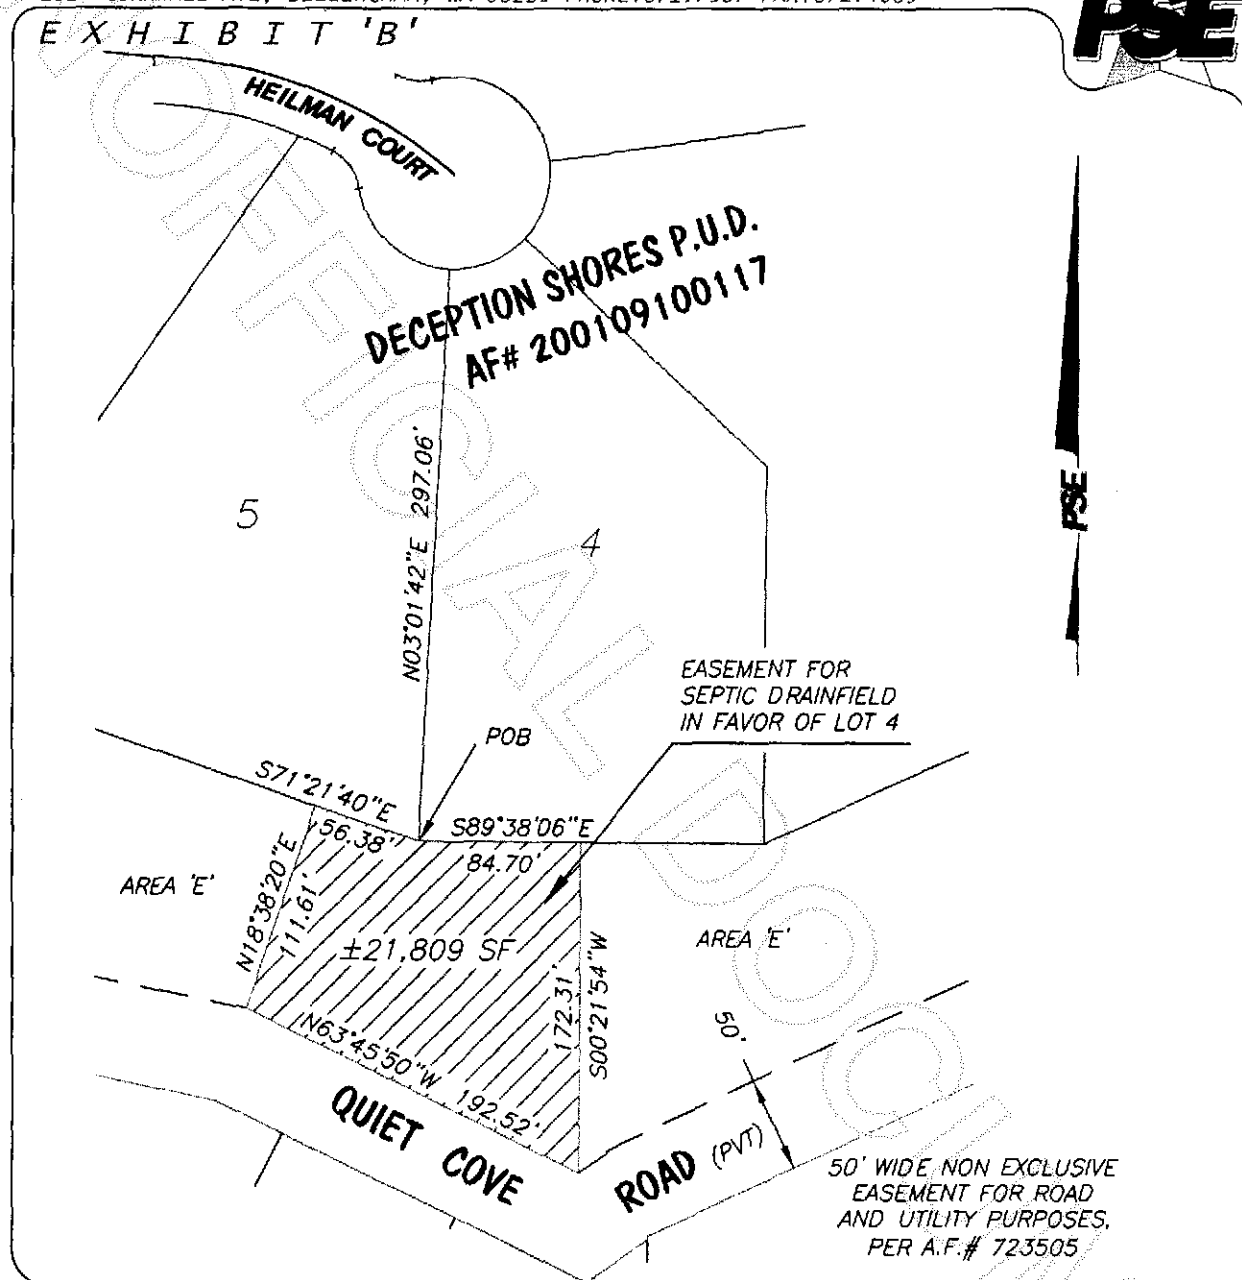 EXHIBIT 'B'
PSE
HEILMAN COURT
DECEPTION SHORES P.U.D.
AF# 200109100117
5
4
N03°01'42"E 297.06'
PSE
EASEMENT FOR
SEPTIC DRAINFIELD
IN FAVOR OF LOT 4
POB
S71°21'40"E
56.38'
S89°38'06"E
84.70'
AREA 'E'
N18°38'20"E
111.61'
±21,809 SF
172.31'
S00°21'54"W
AREA 'E'
N63°45'50"W 192.52'
50'
QUIET COVE ROAD (PVT)
50' WIDE NON EXCLUSIVE
EASEMENT FOR ROAD
AND UTILITY PURPOSES,
PER A.F.# 723505
UNOFFICIAL DOCUMENT